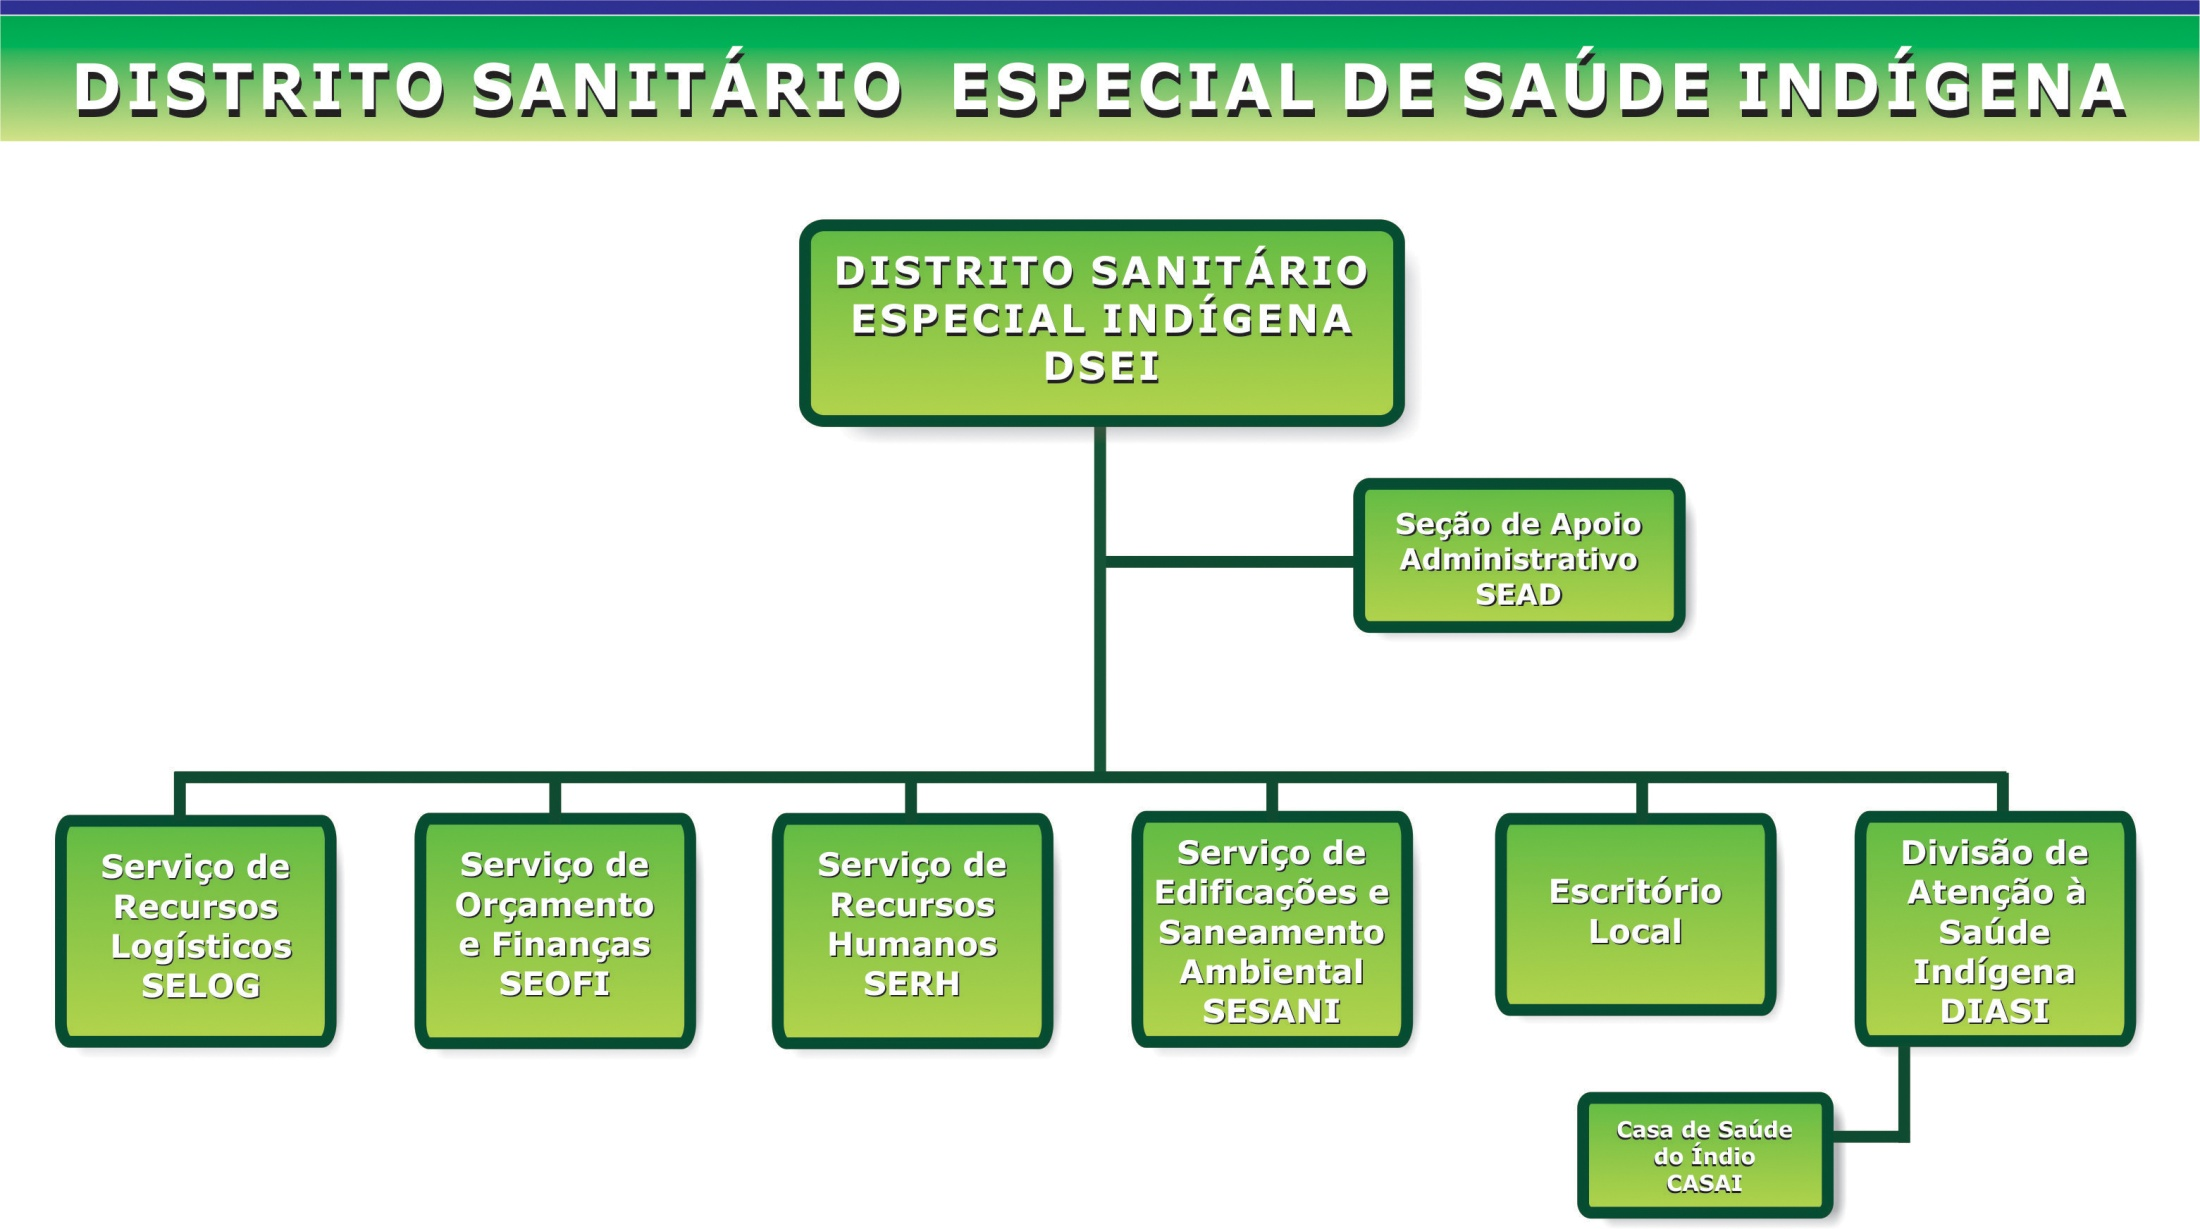 DISTRITO SANITÁRIO ESPECIAL DE SAÚDE INDÍGENA
DISTRITO SANITÁRIO
ESPECIAL INDÍGENA
DSEI
Seção de Apoio
Administrativo
SEAD
Serviço de
Recursos
Logísticos
SELOG
Serviço de
Orçamento
e Finanças
SEOFI
Serviço de
Recursos
Humanos
SERH
Serviço de
Edificações e
Saneamento
Ambiental
SESANI
Escritório
Local
Divisão de
Atenção à
Saúde
Indígena
DIASI
Casa de Saúde
do Índio
CASAI